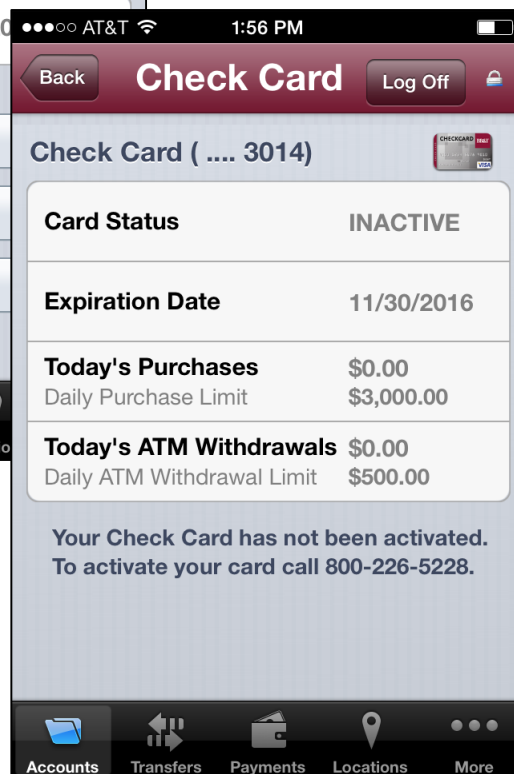 AT&T 1:56 PM
Back Check Card Log Off
Check Card ( .... 3014)
CHECKCARD
VISA
Card Status INACTIVE
Expiration Date 11/30/2016
Today's Purchases $0.00
Daily Purchase Limit $3,000.00
Today's ATM Withdrawals $0.00
Daily ATM Withdrawal Limit $500.00
Your Check Card has not been activated.
To activate your card call 800-226-5228.
Accounts Transfers Payments Locations More